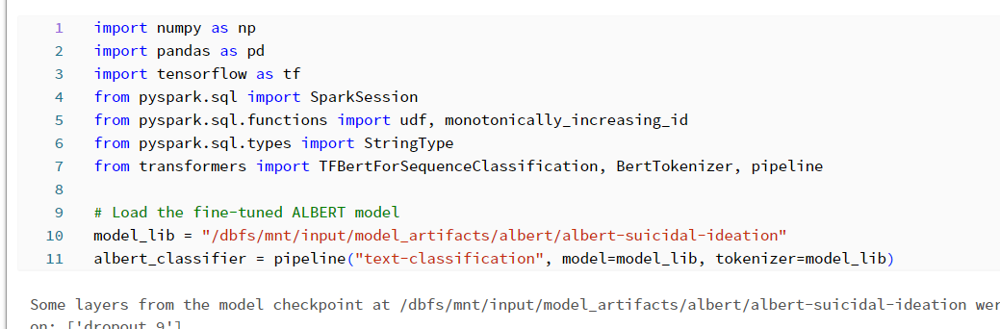 1 import numpy as np
2 import pandas as pd
3 import tensorflow as tf
4 from pyspark.sql import SparkSession
5 from pyspark.sql.functions import udf, monotonically_increasing_id
6 from pyspark.sql.types import StringType
7 from transformers import TFBertForSequenceClassification, BertTokenizer, pipeline
8
9 # Load the fine-tuned ALBERT model
10 model_lib = "/dbfs/mnt/input/model_artifacts/albert/albert-suicidal-ideation"
11 albert_classifier = pipeline("text-classification", model=model_lib, tokenizer=model_lib)
Some layers from the model checkpoint at /dbfs/mnt/input/model_artifacts/albert/albert-suicidal-ideation wer
on: ['dropout_9']